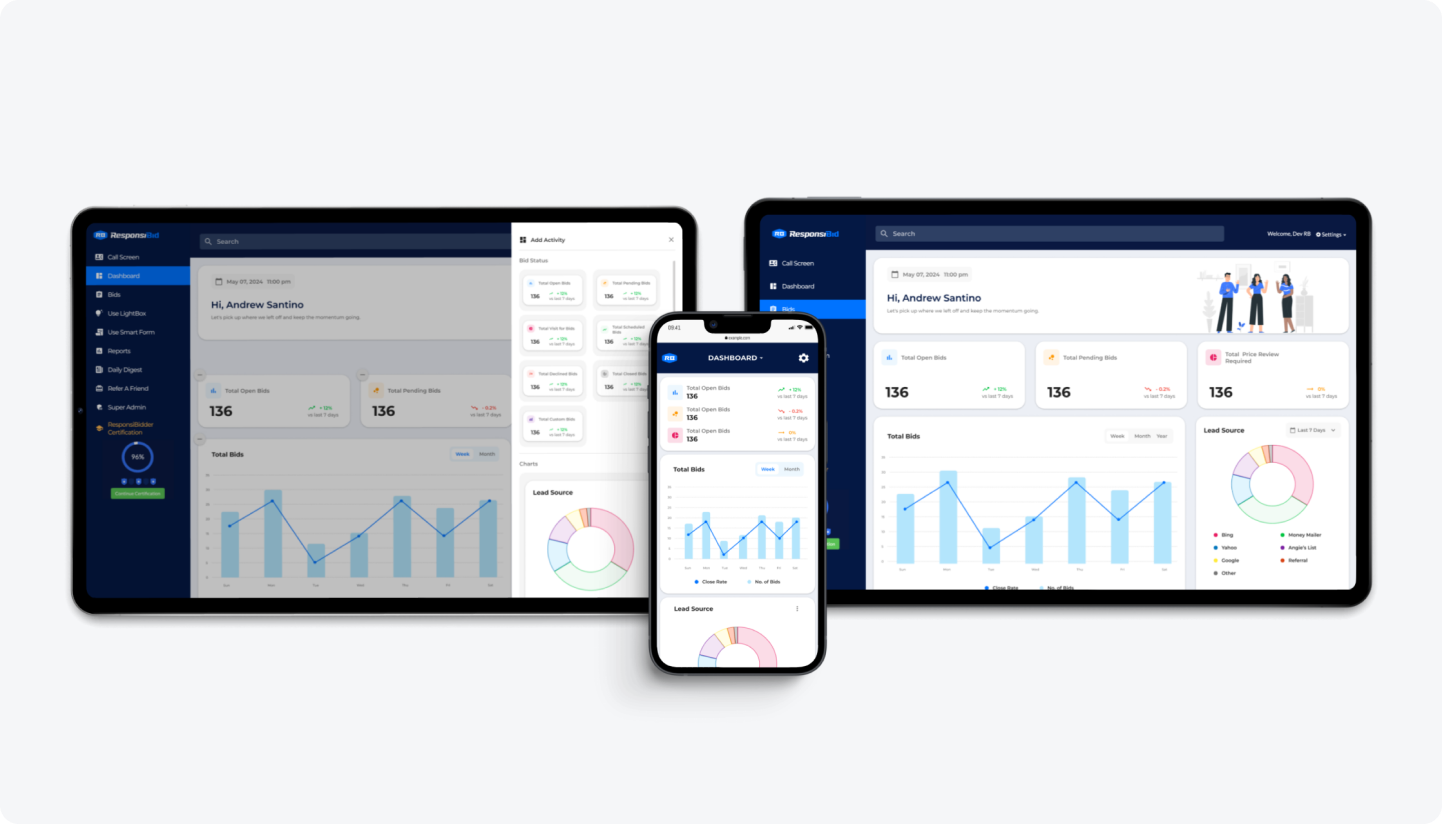 RB ResponsiBid
Search
Call Screen
Dashboard
Bids
Use LightBox
Use Smart Form
Reports
Daily Digest
Refer A Friend
Super Admin
ResponsiBidder
Certification
96%
Continue Certification
May 07, 2024 11:00 pm
Hi, Andrew Santino
Let's pick up where we left off and keep the momentum going.
Total Open Bids
136
+ 12%
vs last 7 days
Total Pending Bids
136
- 0.2%
vs last 7 days
Total Bids
Week Month
Sun Mon Tue Wed Thu Fri Sat
Add Activity
Bid Status
Total Open Bids
136
+ 12%
vs last 7 days
Total Pending Bids
136
+ 12%
vs last 7 days
Total Visit for Bids
136
+ 12%
vs last 7 days
Total Scheduled
Bids
136
+ 12%
vs last 7 days
Total Declined Bids
136
+ 12%
vs last 7 days
Total Closed Bids
136
+ 12%
vs last 7 days
Total Custom Bids
136
+ 12%
vs last 7 days
Charts
Lead Source
09:41
example.com
RB
DASHBOARD
Total Open Bids
136
+ 12%
vs last 7 days
Total Open Bids
136
- 0.2%
vs last 7 days
Total Open Bids
136
0%
vs last 7 days
Total Bids
Week Month
Sun Mon Tue Wed Thu Fri Sat
Close Rate No. of Bids
Lead Source
RB ResponsiBid
Search
Welcome, Dev RB Settings
Call Screen
Dashboard
Bids
May 07, 2024 11:00 pm
Hi, Andrew Santino
Let's pick up where we left off and keep the momentum going.
Total Open Bids
136
+ 12%
vs last 7 days
Total Pending Bids
136
- 0.2%
vs last 7 days
Total Price Review
Required
136
0%
vs last 7 days
Total Bids
Week Month Year
Sun Mon Tue Wed Thu Fri Sat
Close Rate No. of Bids
Lead Source
Last 7 Days
Bing
Money Mailer
Yahoo
Angie's List
Google
Referral
Other